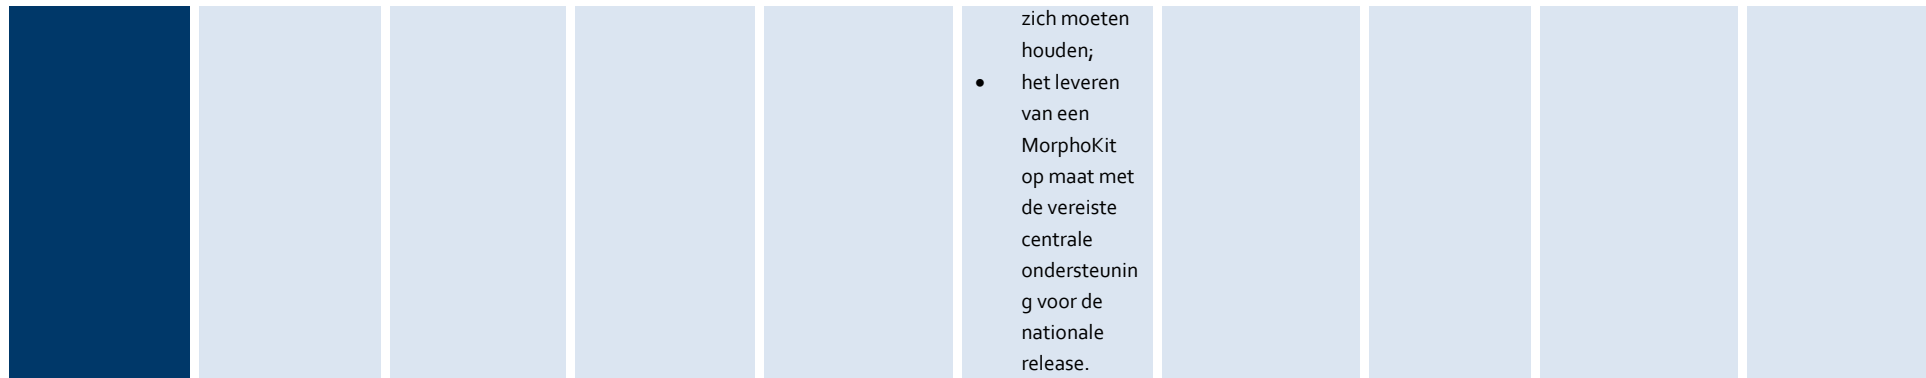 zich moeten
houden;
• het leveren
van een
MorphoKit
op maat met
de vereiste
centrale
ondersteunin
g voor de
nationale
release.